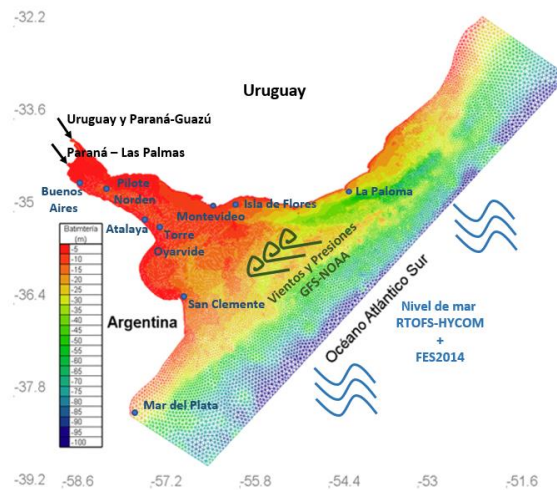 -32.2
-33.6
-35
-36.4
-37.8
-39.2
Uruguay
Uruguay y Paraná-Guazú
Paraná – Las Palmas
Buenos
Aires
Pilote
Norden
Montevideo
Isla de Flores
La Paloma
Atalaya
Torre
Oyarvide
San Clemente
Argentina
Mar del Plata
Vientos y Presiones
GFS-NOAA
Océano Atlántico Sur
Nivel de mar
RTOFS-HYCOM
+
FES2014
Batimetría
(m)
-5
-10
-15
-20
-25
-30
-35
-40
-45
-50
-55
-60
-65
-70
-75
-80
-85
-90
-95
-100
-58.6
-57.2
-55.8
-54.4
-53
-51.6